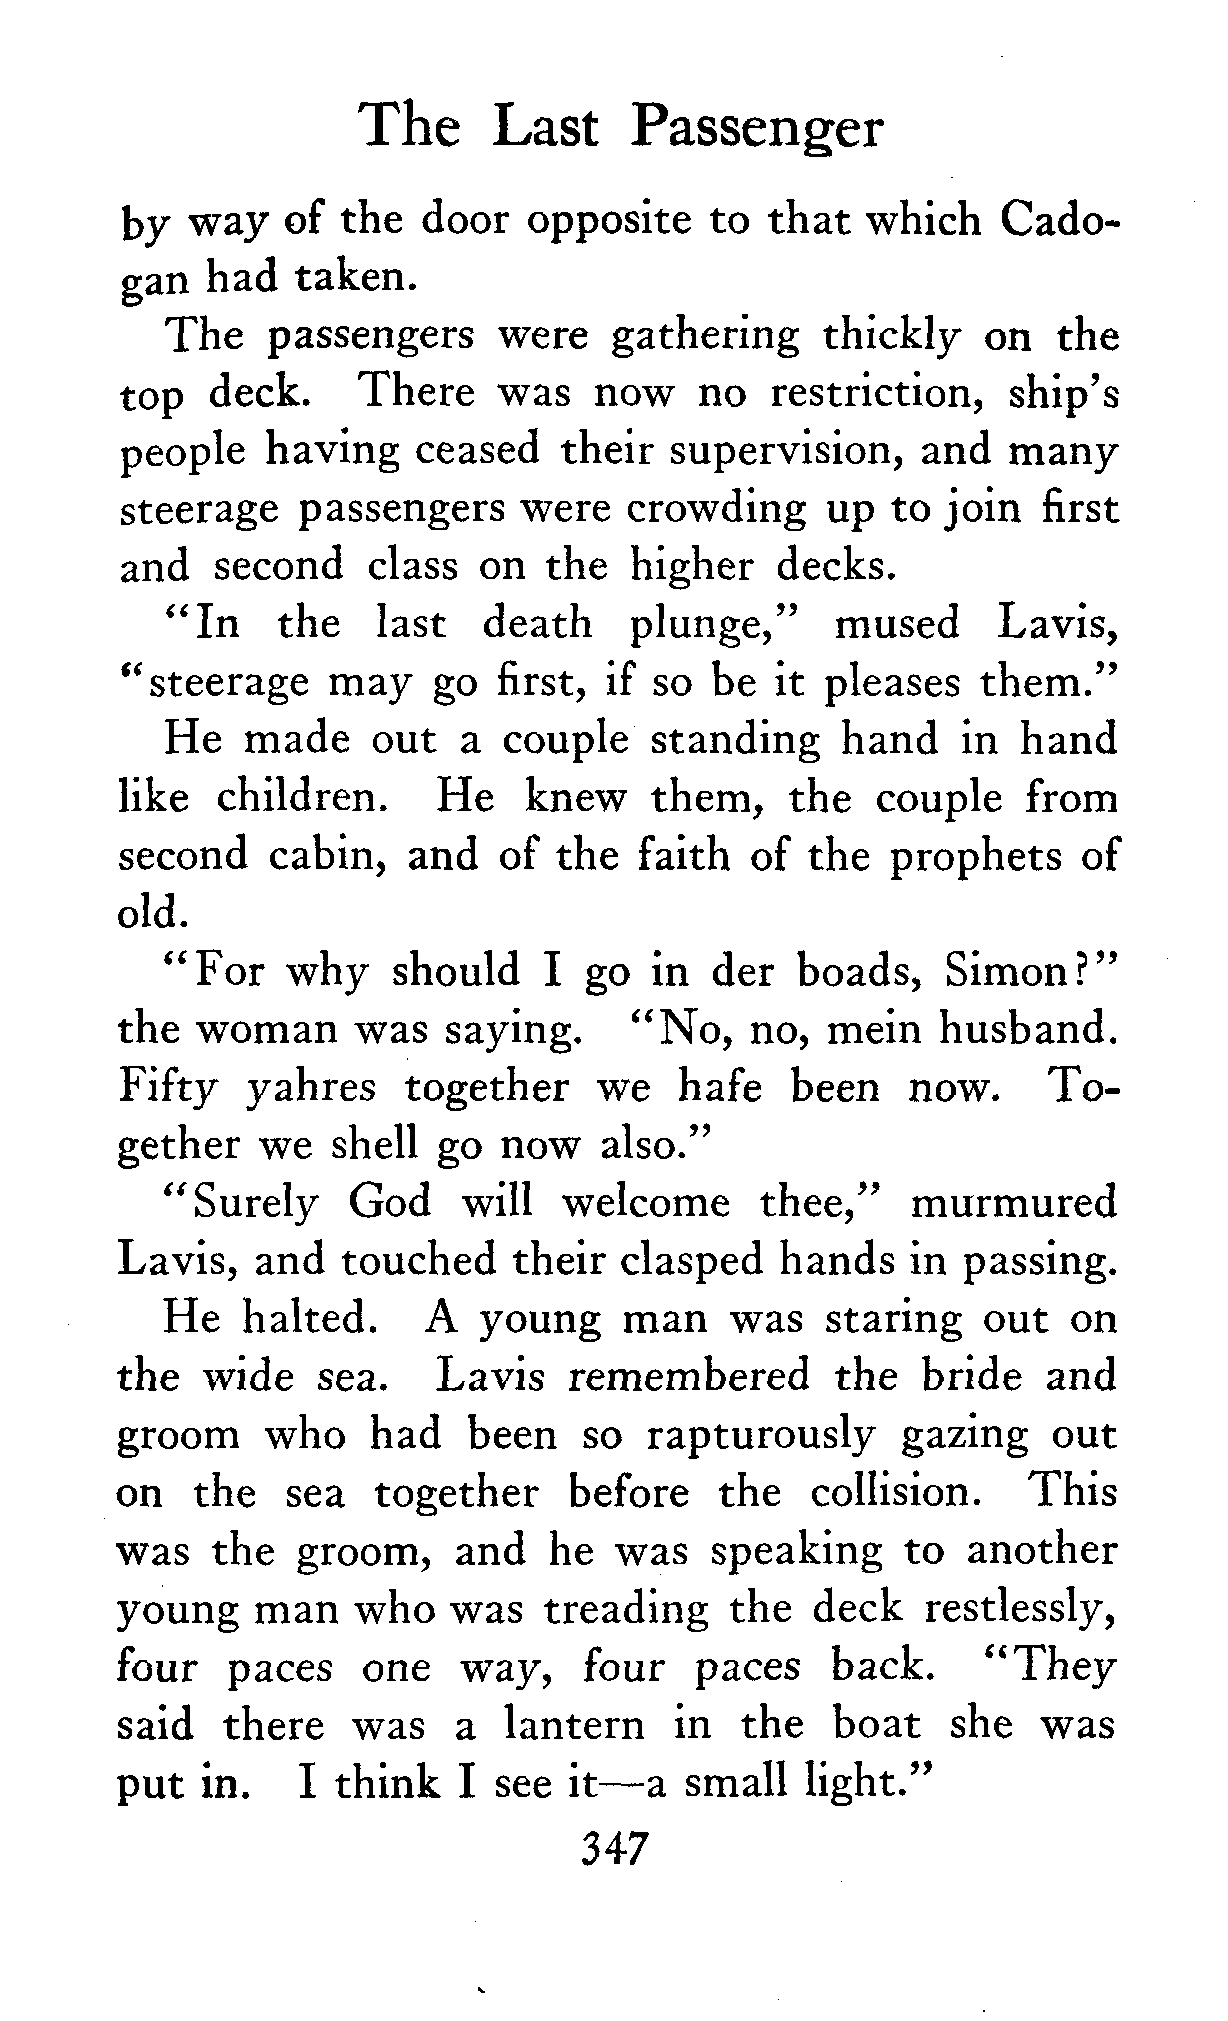 The Last Passenger
by way of the door opposite to that which Cado-
gan had taken.
The passengers were gathering thickly on the
top deck. There was now no restriction, ship's
people having ceased their supervision, and many
steerage passengers were crowding up to join first
and second class on the higher decks.
"In the last death plunge," mused Lavis,
"steerage may go first, if so be it pleases them."
He made out a couple standing hand in hand
like children. He knew them, the couple from
second cabin, and of the faith of the prophets of
old.
"For why should I go in der boads, Simon?"
the woman was saying. "No, no, mein husband.
Fifty yahres together we hafe been now. To-
gether we shell go now also."
"Surely God will welcome thee," murmured
Lavis, and touched their clasped hands in passing.
He halted. A young man was staring out on
the wide sea. Lavis remembered the bride and
groom who had been so rapturously gazing out
on the sea together before the collision. This
was the groom, and he was speaking to another
young man who was treading the deck restlessly,
four paces one way, four paces back. "They
said there was a lantern in the boat she was
put in. I think I see it—a small light."
347